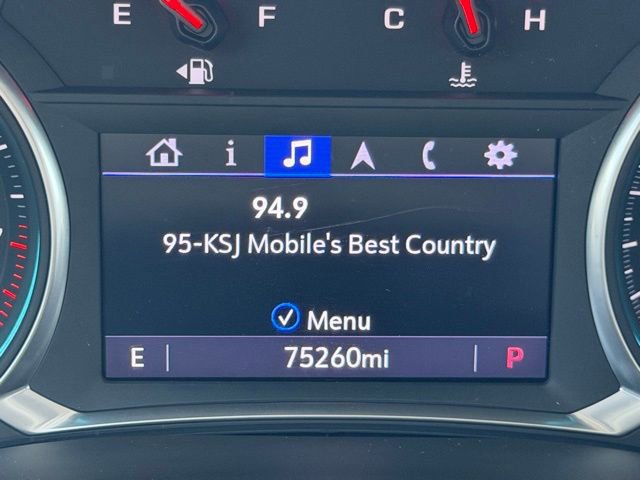 E F C H
94.9
95-KSJ Mobile's Best Country
Menu
E 75260mi P